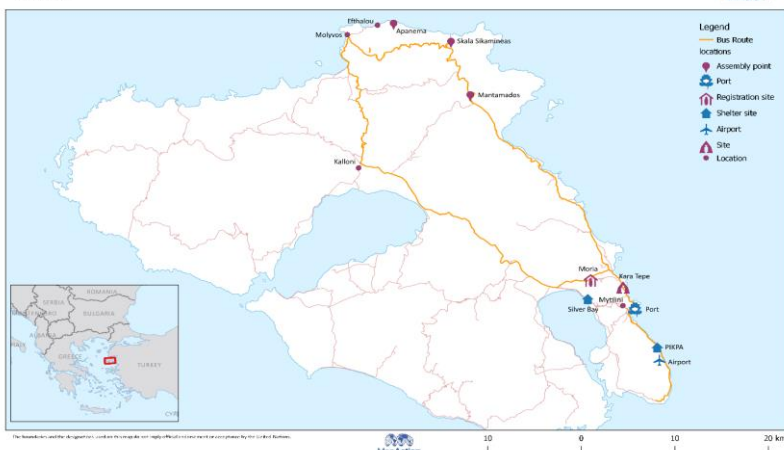 Efthalou
Molyvos
Apanema
Skala Sikamineas
Mantamados
Kalloni
Moria
Kara Tepe
Silver Bay
Mytilini
Port
PIKPA
Airport
Legend
Bus Route
locations
Assembly point
Port
Registration site
Shelter site
Airport
Site
Location
ROMANIA
SERBIA
BULGARIA
GREECE
TURKEY
10 0 10 20 km